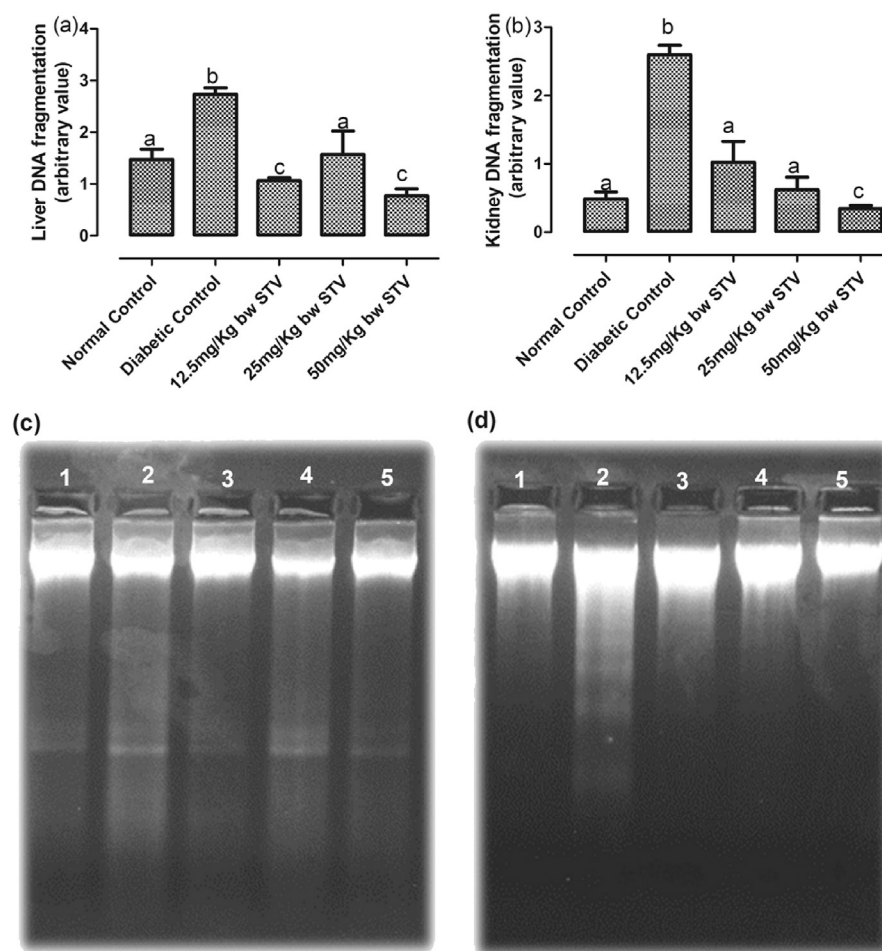 (a)
Liver DNA fragmentation
(arbitrary value)
4
3
2
1
0
a
b
c
a
c
Normal Control
Diabetic Control
12.5mg/Kg bw STV
25mg/Kg bw STV
50mg/Kg bw STV
(b)
Kidney DNA fragmentation
(arbitrary value)
3
2
1
0
a
b
a
a
c
Normal Control
Diabetic Control
12.5mg/Kg bw STV
25mg/Kg bw STV
50mg/Kg bw STV
(c)
1 2 3 4 5
(d)
1 2 3 4 5